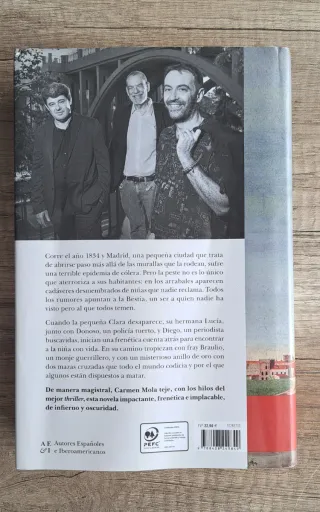 Corre el año 1834 y Madrid, una pequeña ciudad que trata
de abrirse paso más allá de las murallas que la rodean, sufre
una terrible epidemia de cólera. Pero la peste no es lo único
que aterroriza a sus habitantes: en los arrabales aparecen
cadáveres desmembrados de niñas que nadie reclama. Todos
los rumores apuntan a la Bestia, un ser a quien nadie ha
visto pero al que todos temen.
Cuando la pequeña Clara desaparece, su hermana Lucía,
junto con Donoso, un policía tuerto, y Diego, un periodista
buscavidas, inician una frenética cuenta atrás para encontrar
a la niña con vida. En su camino tropiezan con fray Braulio,
un monje guerrillero, y con un misterioso anillo de oro con
dos mazas cruzadas que todo el mundo codicia y por el que
algunos están dispuestos a matar.
De manera magistral, Carmen Mola teje, con los hilos del
mejor thriller, esta novela impactante, frenética e implacable,
de infierno y oscuridad.
A E
& I
Autores Españoles
e Iberoamericanos
PEFC